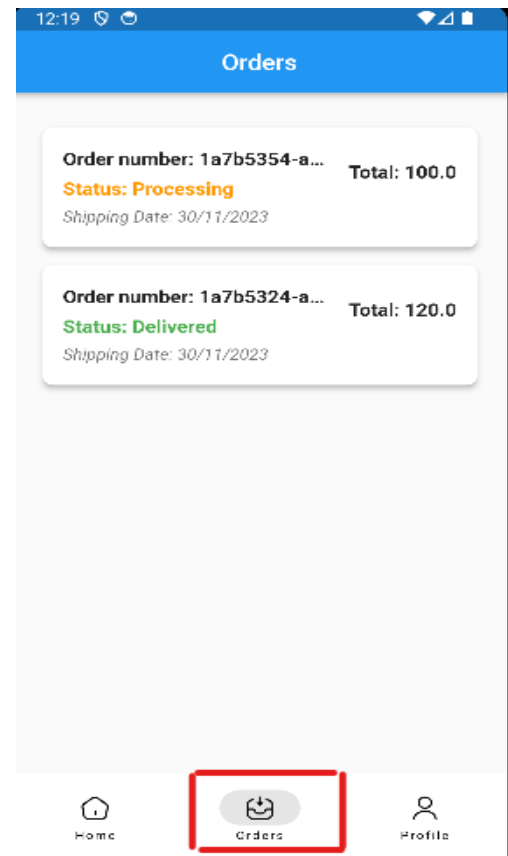 12:19
Orders
Order number: 1a7b5354-a...
Total: 100.0
Status: Processing
Shipping Date: 30/11/2023
Order number: 1a7b5324-a...
Total: 120.0
Status: Delivered
Shipping Date: 30/11/2023
Home
Orders
Profile